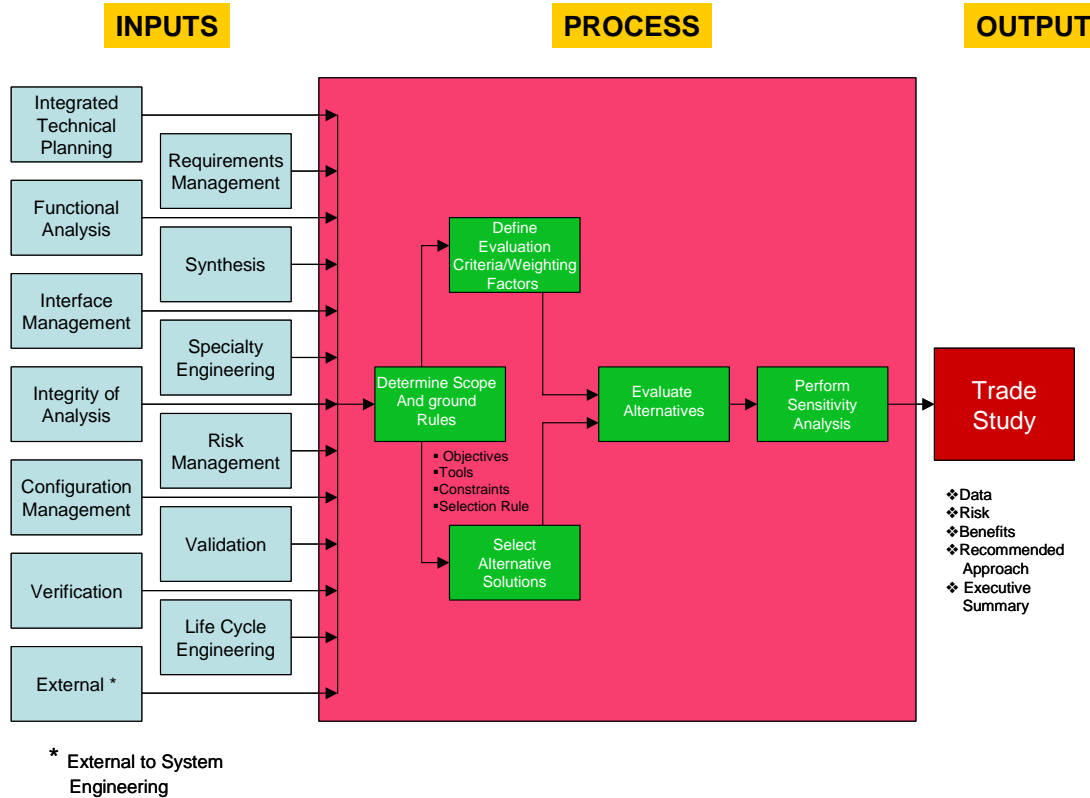 INPUTS
PROCESS
OUTPUT
Integrated
Technical
Planning
Requirements
Management
Functional
Analysis
Synthesis
Interface
Management
Specialty
Engineering
Integrity of
Analysis
Risk
Management
Configuration
Management
Validation
Verification
Life Cycle
Engineering
External *
* External to System
Engineering
Define
Evaluation
Criteria/Weighting
Factors
Determine Scope
And ground
Rules
▪ Objectives
▪Tools
▪Constraints
▪Selection Rule
Select
Alternative
Solutions
Evaluate
Alternatives
Perform
Sensitivity
Analysis
Trade
Study
❖Data
❖Risk
❖Benefits
❖Recommended
Approach
❖ Executive
Summary